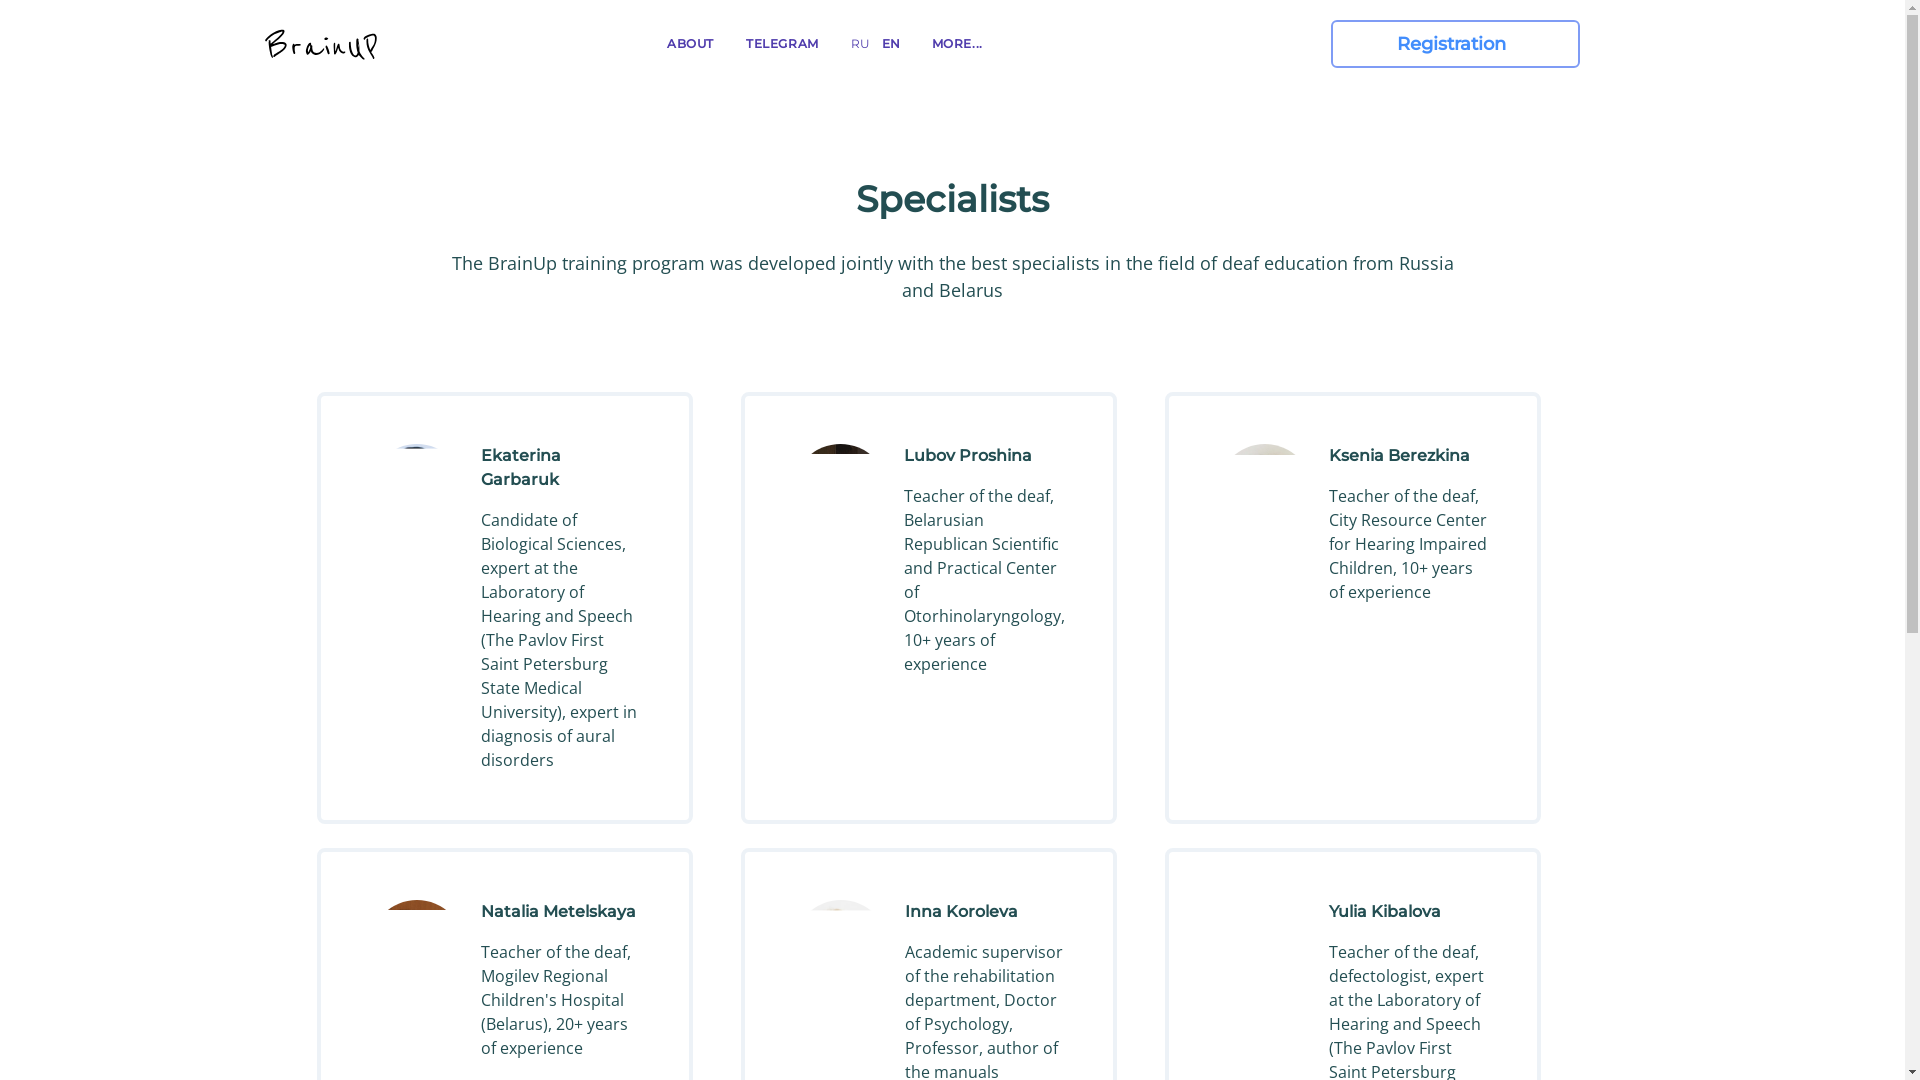 BrainUP
ABOUT
TELEGRAM
RU
EN
MORE...
Registration
Specialists
The BrainUp training program was developed jointly with the best specialists in the field of deaf education from Russia
and Belarus
Ekaterina
Garbaruk
Candidate of
Biological Sciences,
expert at the
Laboratory of
Hearing and Speech
(The Pavlov First
Saint Petersburg
State Medical
University), expert in
diagnosis of aural
disorders
Lubov Proshina
Teacher of the deaf,
Belarusian
Republican Scientific
and Practical Center
of
Otorhinolaryngology,
10+ years of
experience
Ksenia Berezkina
Teacher of the deaf,
City Resource Center
for Hearing Impaired
Children, 10+ years
of experience
Natalia Metelskaya
Teacher of the deaf,
Mogilev Regional
Children's Hospital
(Belarus), 20+ years
of experience
Inna Koroleva
Academic supervisor
of the rehabilitation
department, Doctor
of Psychology,
Professor, author of
the manuals
Yulia Kibalova
Teacher of the deaf,
defectologist, expert
at the Laboratory of
Hearing and Speech
(The Pavlov First
Saint Petersburg